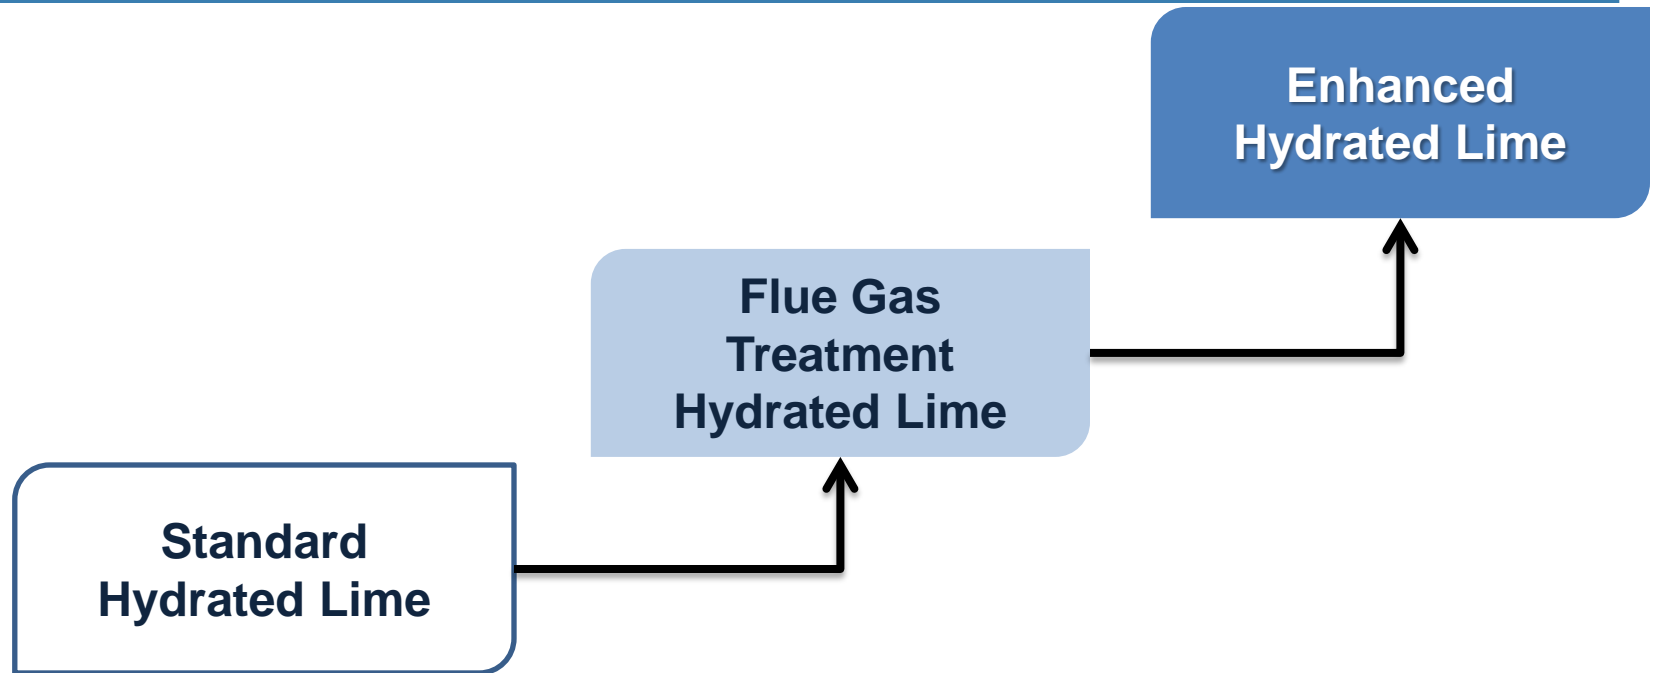 Enhanced
Hydrated Lime
Flue Gas
Treatment
Hydrated Lime
Standard
Hydrated Lime